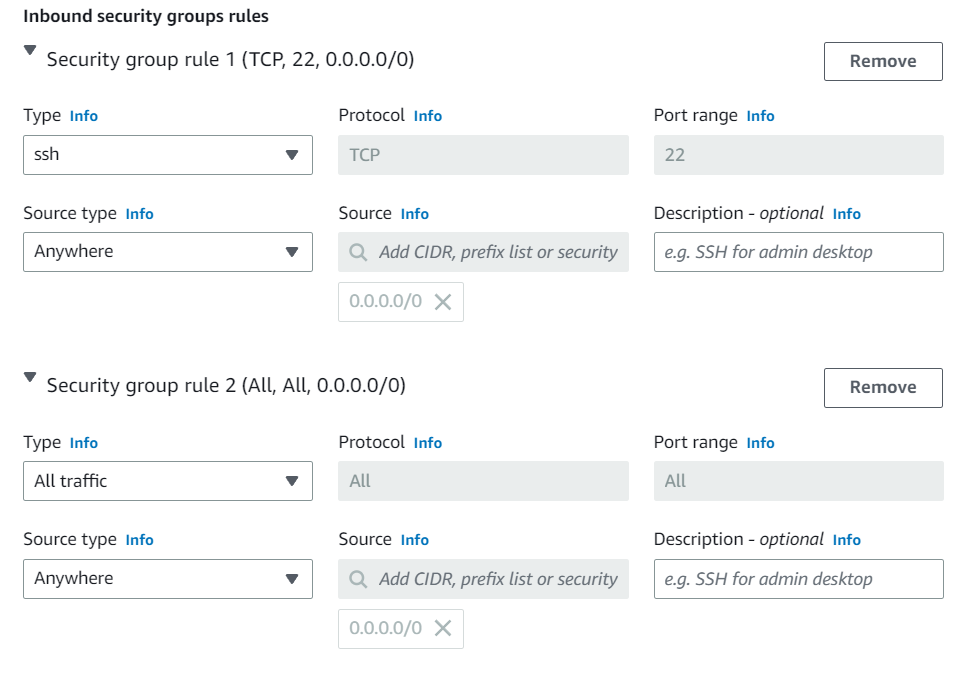 Inbound security groups rules
Security group rule 1 (TCP, 22, 0.0.0.0/0)
Remove
Type Info
Protocol Info
Port range Info
ssh
TCP
22
Source type Info
Source Info
Description - optional Info
Anywhere
Add CIDR, prefix list or security
e.g. SSH for admin desktop
0.0.0.0/0
Security group rule 2 (All, All, 0.0.0.0/0)
Remove
Type Info
Protocol Info
Port range Info
All traffic
All
All
Source type Info
Source Info
Description - optional Info
Anywhere
Add CIDR, prefix list or security
e.g. SSH for admin desktop
0.0.0.0/0